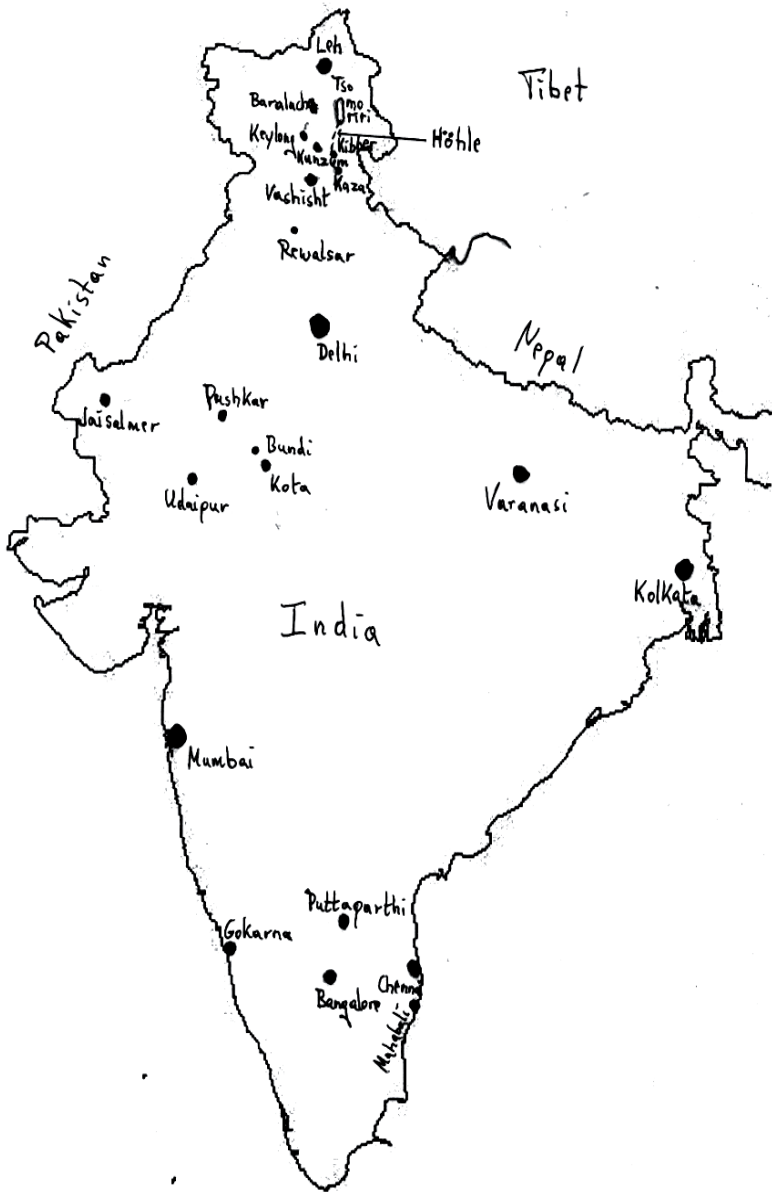 Leh
Tibet
Tso
mo
riri
Baralacha
Keylong
Kibber
Höhle
Kunzum
Kaza
Vashisht
Rewalsar
Pakistan
Delhi
Nepal
Jaisalmer
Pushkar
Bundi
Kota
Udaipur
Varanasi
Kolkata
India
Mumbai
Puttaparthi
Gokarna
Chennai
Bangalore
Mahabali